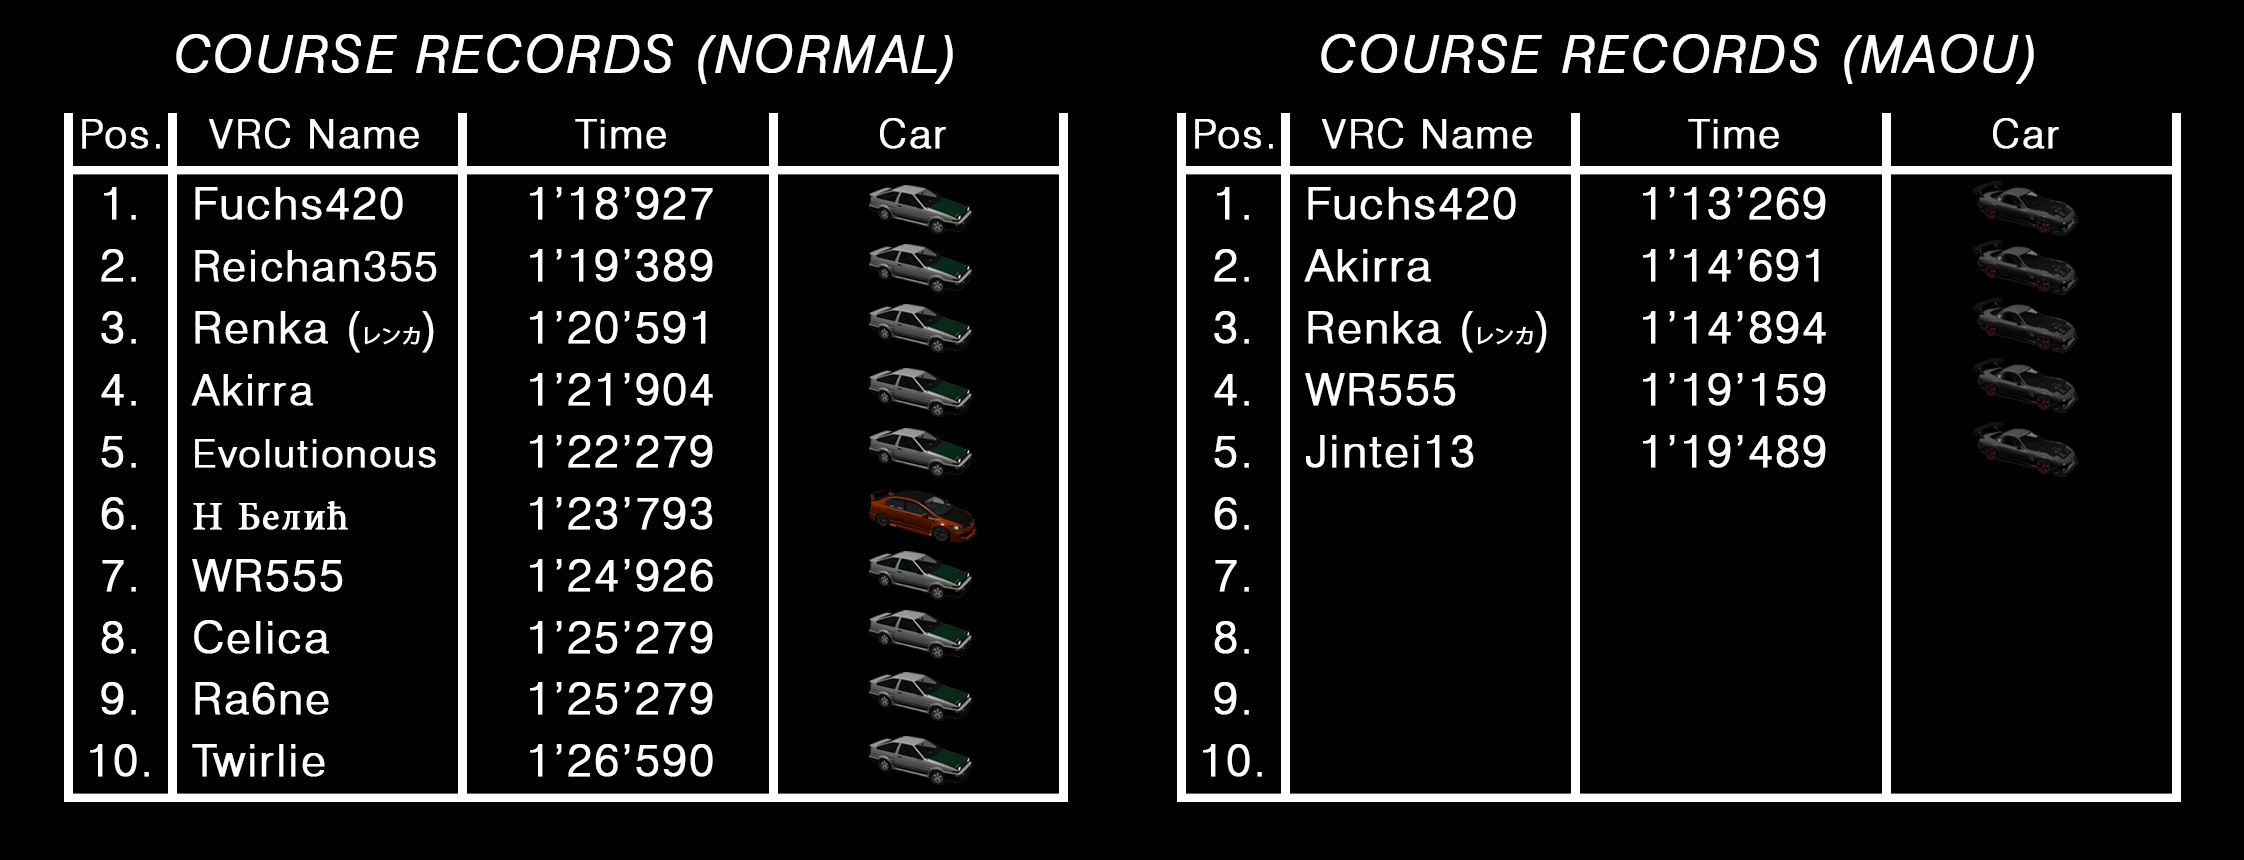 COURSE RECORDS (NORMAL)
Pos. VRC Name Time Car
1. Fuchs420 1’18’927
2. Reichan355 1’19’389
3. Renka (レンカ) 1’20’591
4. Akirra 1’21’904
5. Evolutionous 1’22’279
6. Н Белић 1’23’793
7. WR555 1’24’926
8. Celica 1’25’279
9. Ra6ne 1’25’279
10. Twirlie 1’26’590
COURSE RECORDS (MAOU)
Pos. VRC Name Time Car
1. Fuchs420 1’13’269
2. Akirra 1’14’691
3. Renka (レンカ) 1’14’894
4. WR555 1’19’159
5. Jintei13 1’19’489
6.
7.
8.
9.
10.